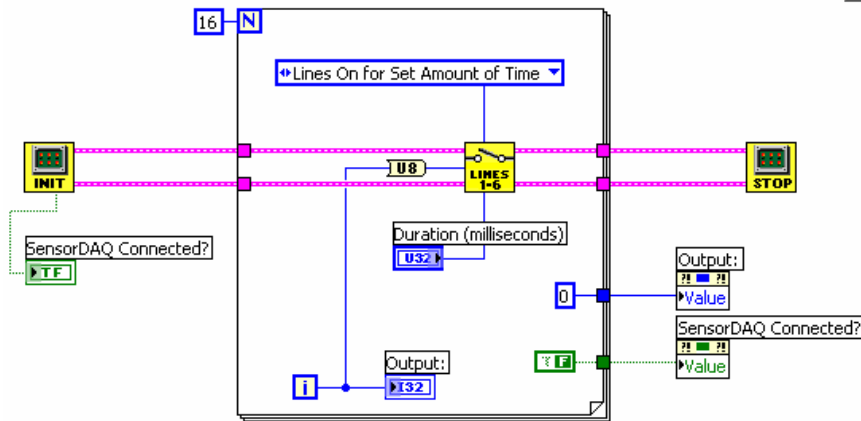 16
N
Lines On for Set Amount of Time
INIT
U8
LINES
1-6
STOP
SensorDAQ Connected?
TF
Duration (milliseconds)
U32
0
Output:
?! ?!
Value
SensorDAQ Connected?
?! ?!
Value
F
i
Output:
I32